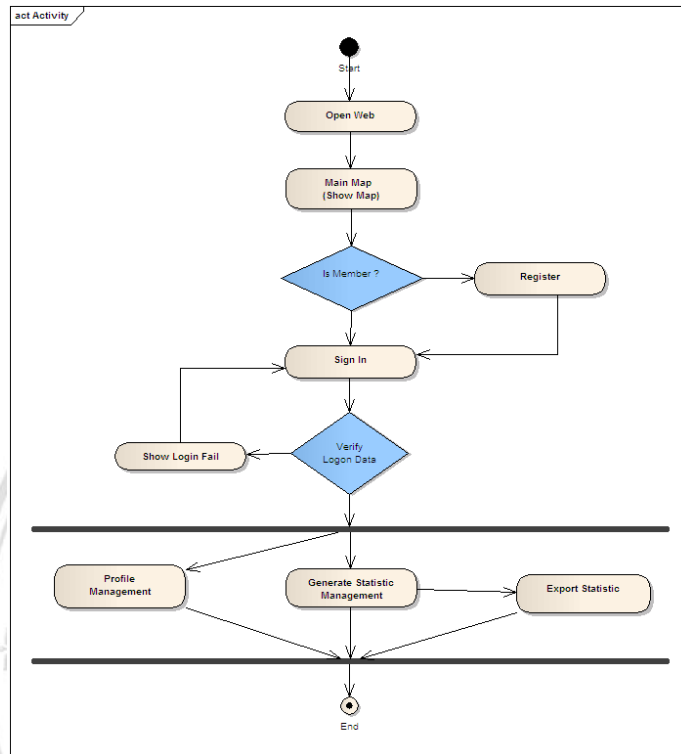 act Activity
Start
Open Web
Main Map
(Show Map)
Is Member ?
Register
Sign In
Verify
Logon Data
Show Login Fail
Profile
Management
Generate Statistic
Management
Export Statistic
End